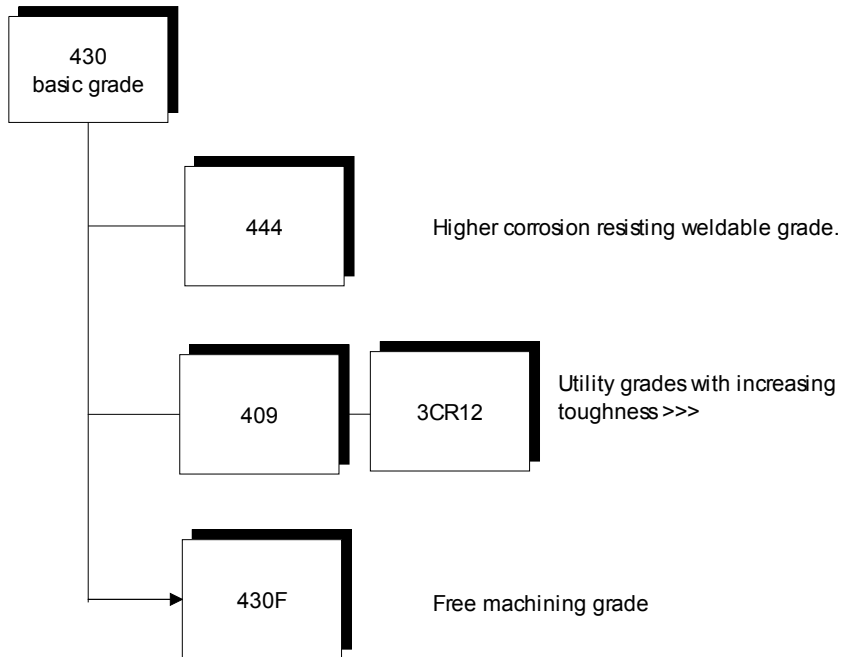 430
basic grade
444
Higher corrosion resisting weldable grade.
409
3CR12
Utility grades with increasing
toughness >>>
430F
Free machining grade